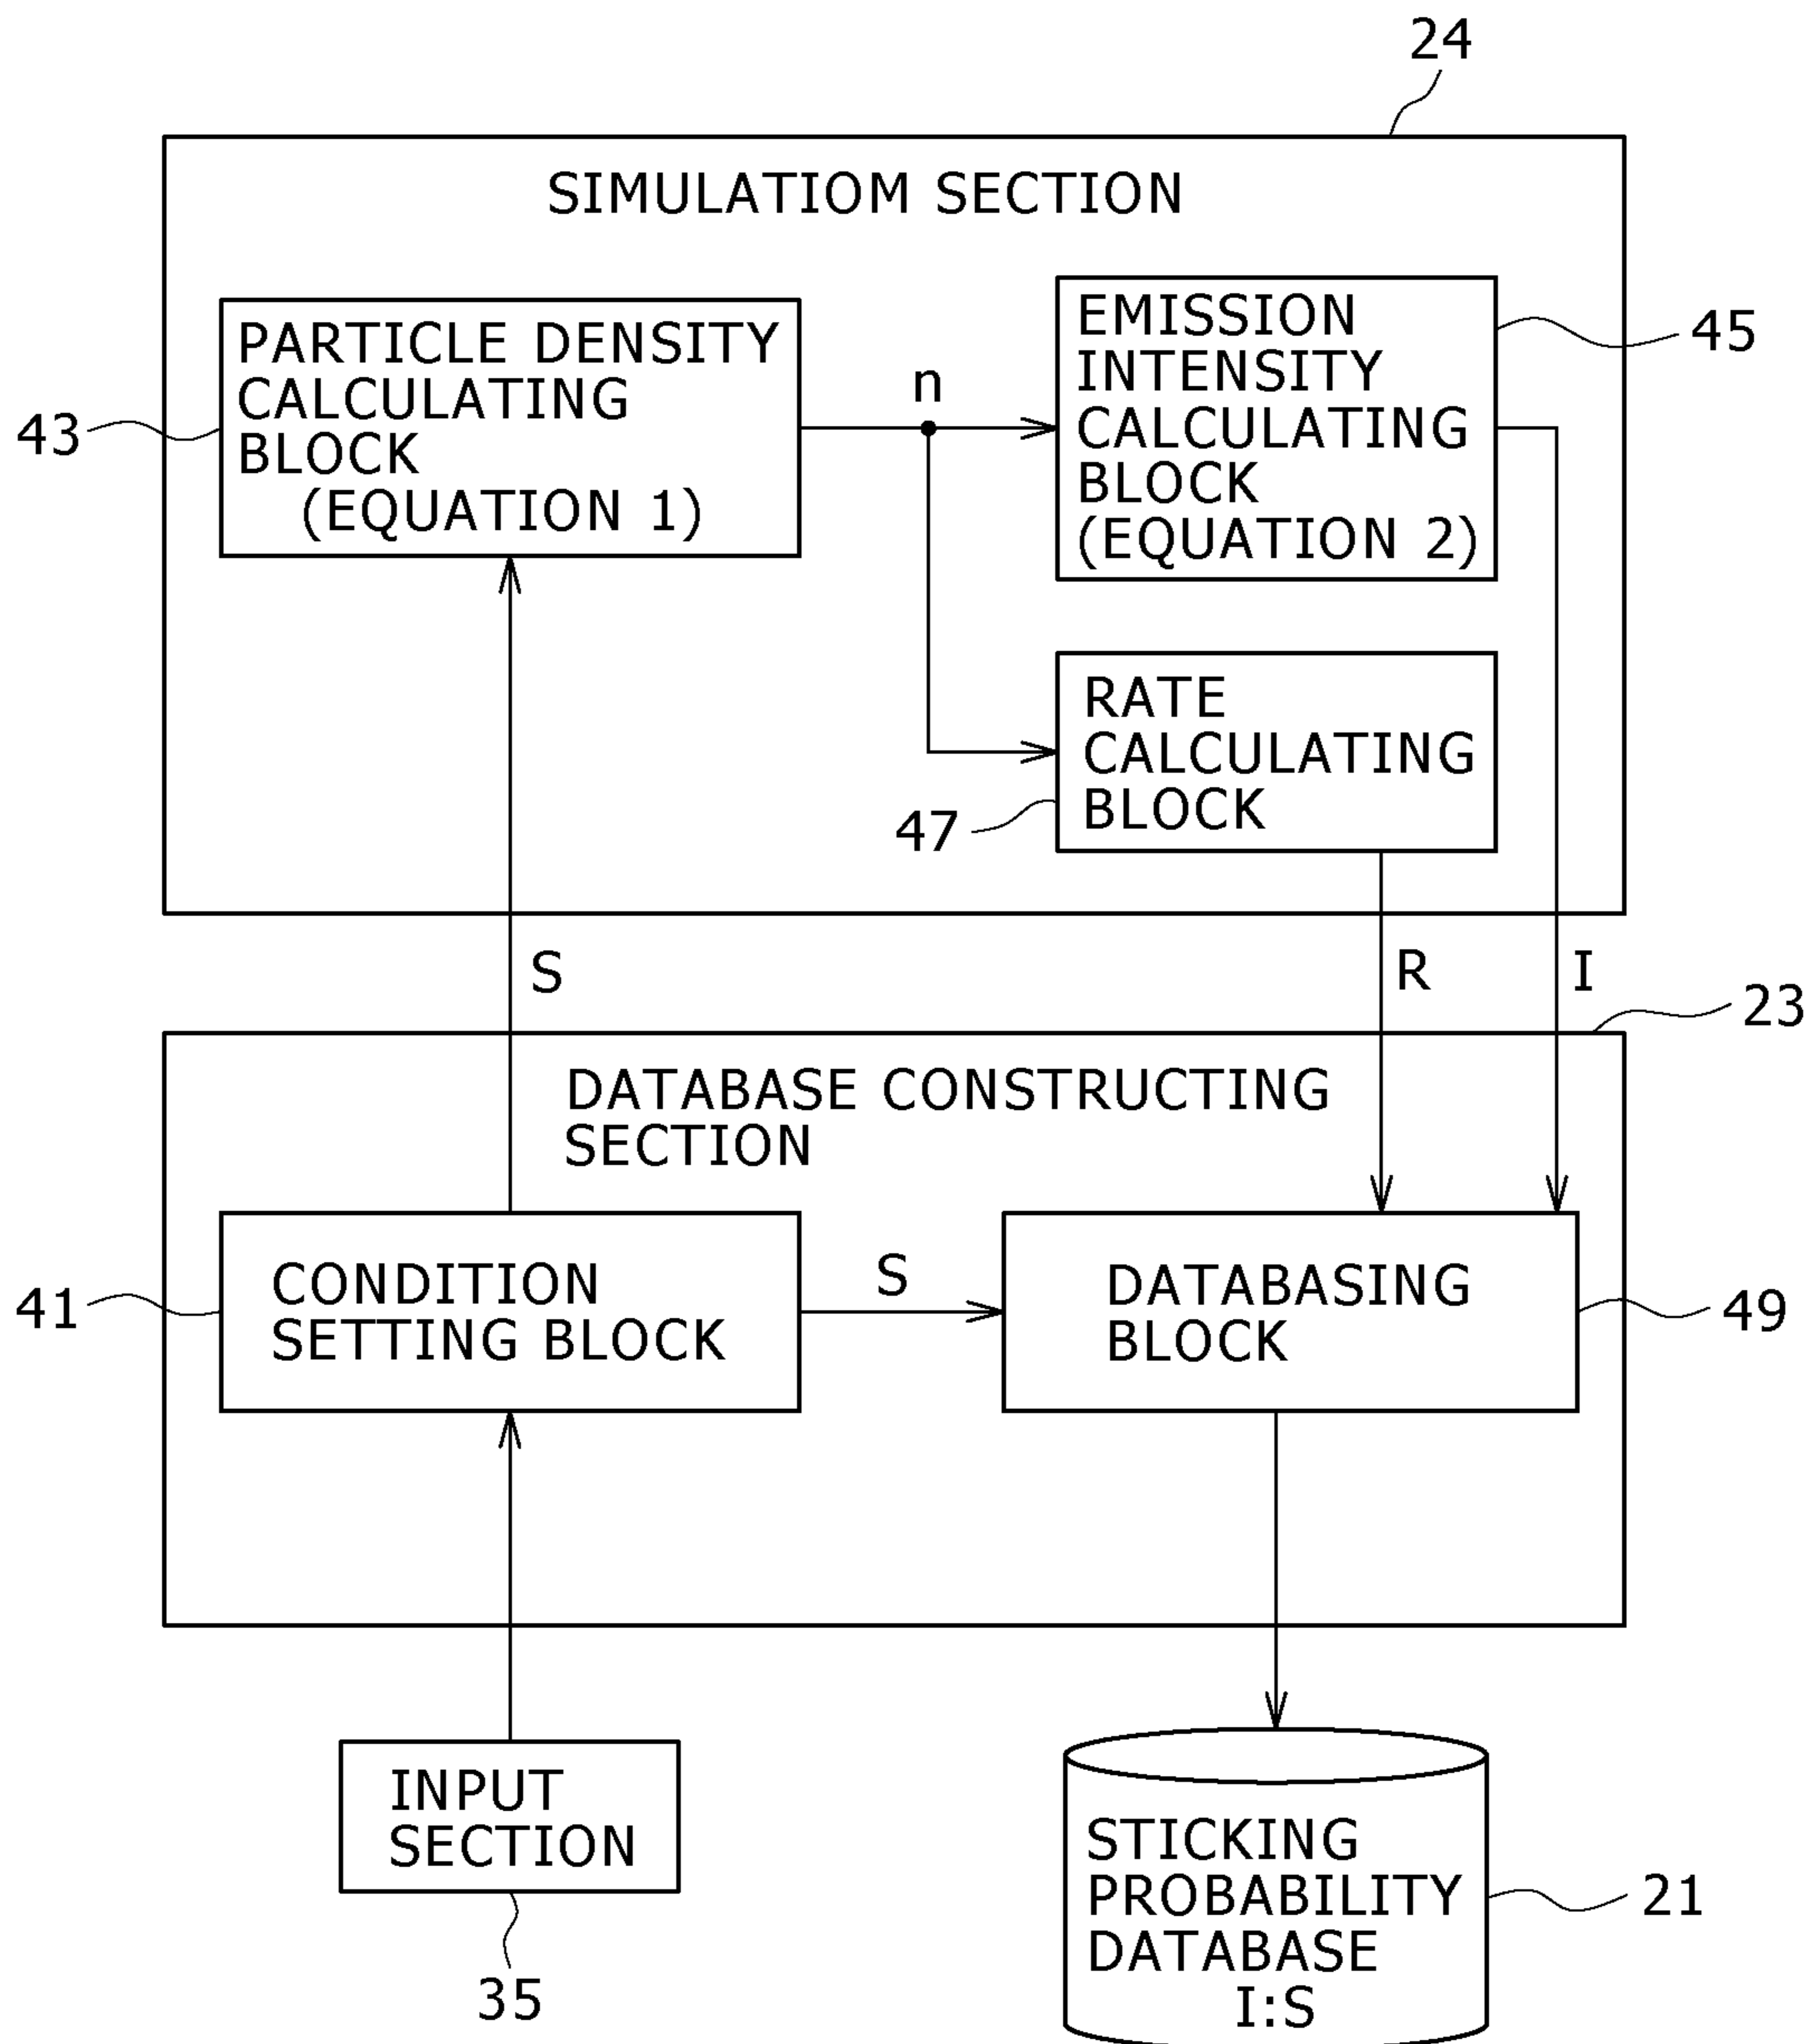 24
SIMULATIOM SECTION
PARTICLE DENSITY
CALCULATING
BLOCK
(EQUATION 1)
43
n
EMISSION
INTENSITY
CALCULATING
BLOCK
(EQUATION 2)
45
RATE
CALCULATING
BLOCK
47
S
R
I
23
DATABASE CONSTRUCTING
SECTION
41
CONDITION
SETTING BLOCK
S
DATABASING
BLOCK
49
INPUT
SECTION
35
STICKING
PROBABILITY
DATABASE
I:S
21